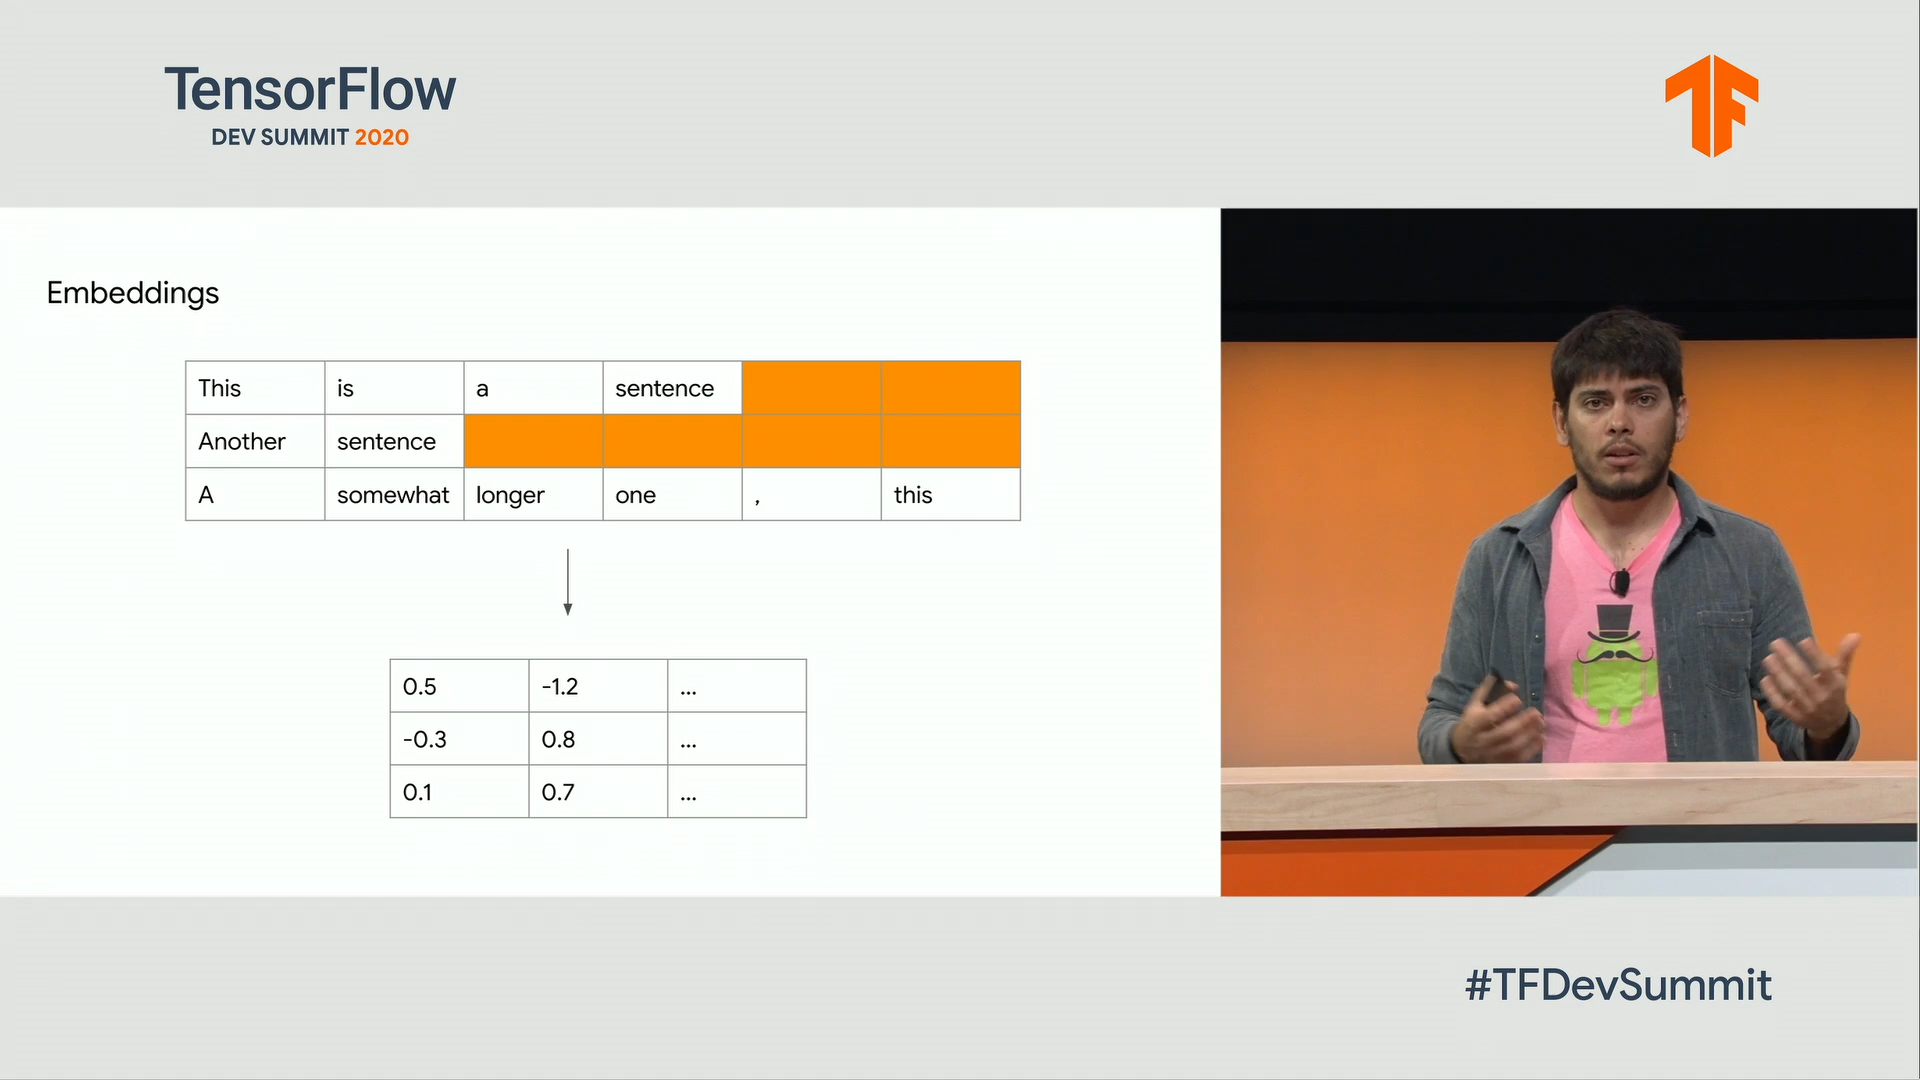 TensorFlow
DEV SUMMIT 2020
Embeddings
This is a sentence
Another sentence
A somewhat longer one , this
0.5 -1.2 ...
-0.3 0.8 ...
0.1 0.7 ...
#TFDevSummit